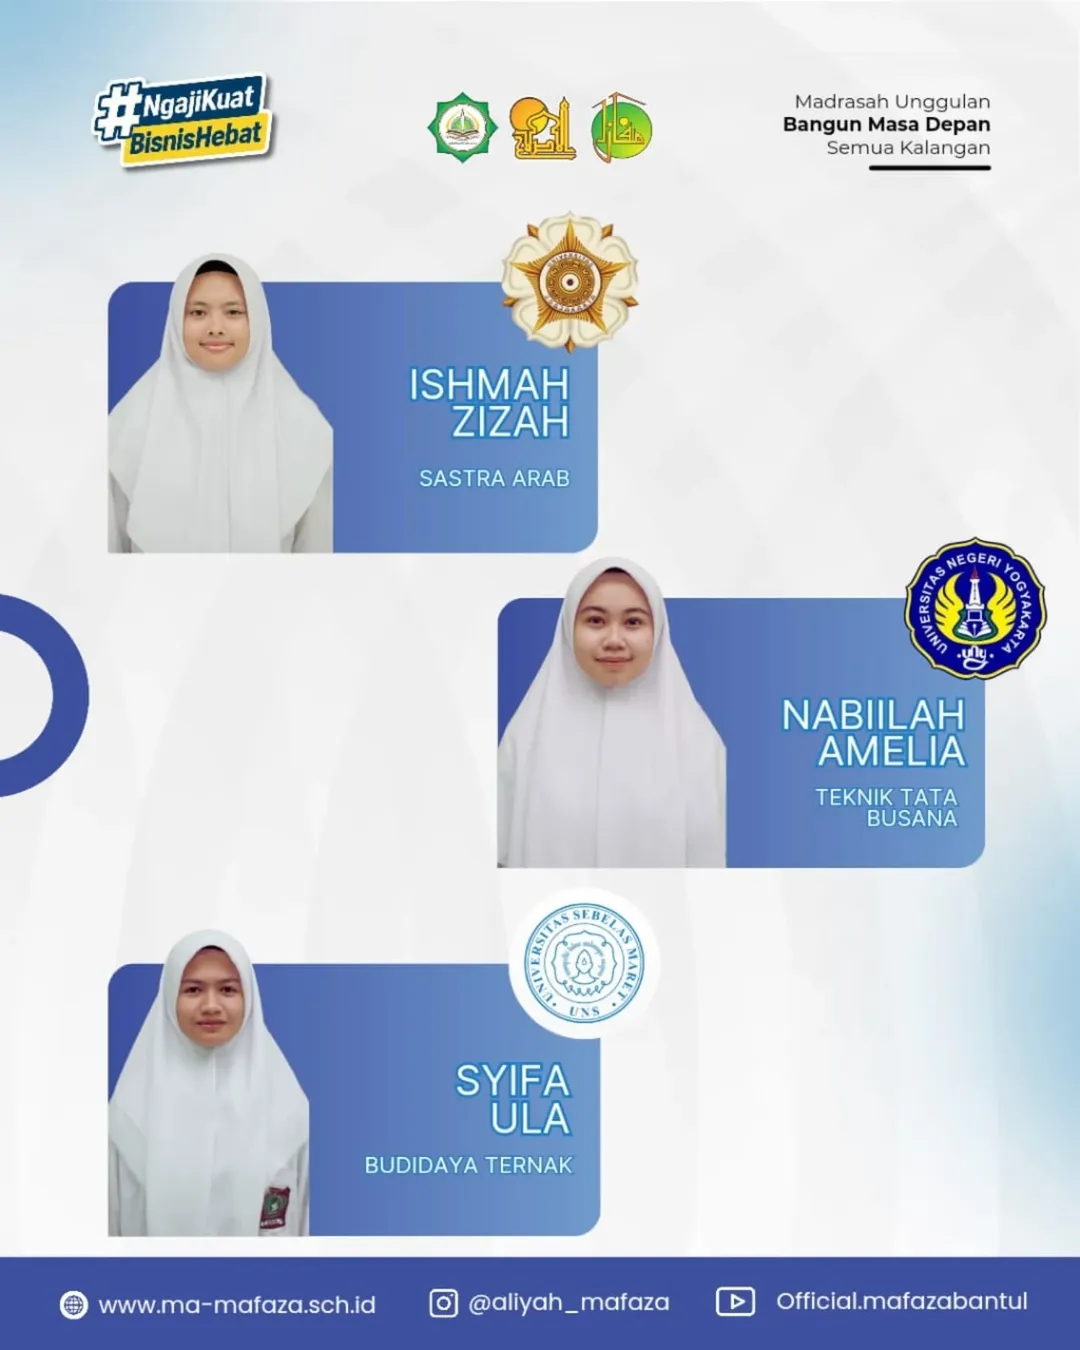 #NgajiKuat
BisnisHebat
Madrasah Unggulan
Bangun Masa Depan
Semua Kalangan
ISHMAH
ZIZAH
SASTRA ARAB
UNIVERSITAS NEGERI YOGYAKARTA
uny
NABIILAH
AMELIA
TEKNIK TATA
BUSANA
UNIVERSITAS SEBELAS MARET
UNS
SYIFA
ULA
BUDIDAYA TERNAK
www.ma-mafaza.sch.id
@aliyah_mafaza
Official.mafazabantul